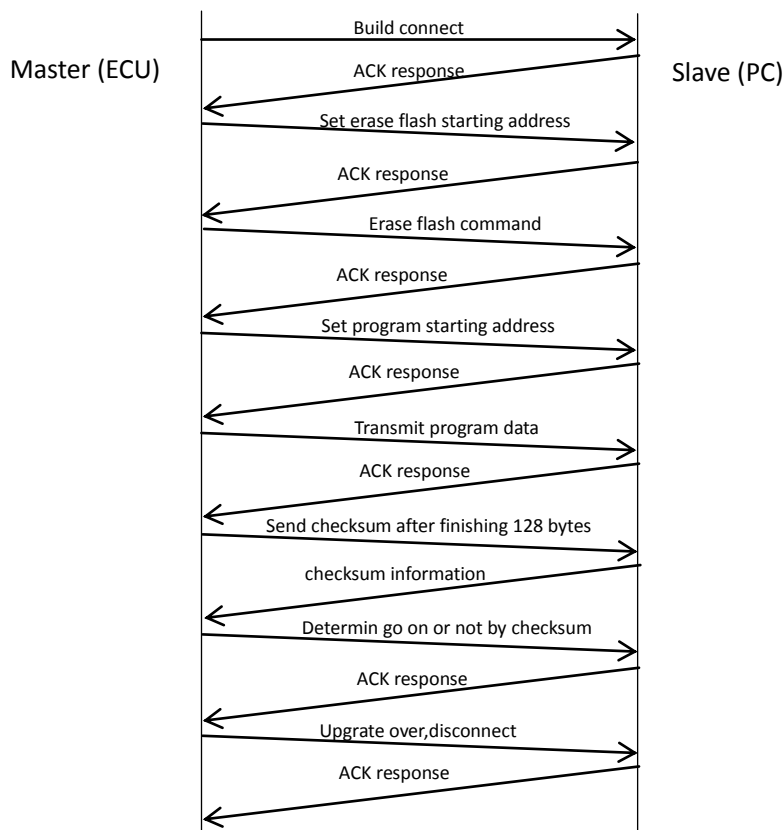 Build connect
Master (ECU)
ACK response
Slave (PC)
Set erase flash starting address
ACK response
Erase flash command
ACK response
Set program starting address
ACK response
Transmit program data
ACK response
Send checksum after finishing 128 bytes
checksum information
Determin go on or not by checksum
ACK response
Upgrate over,disconnect
ACK response